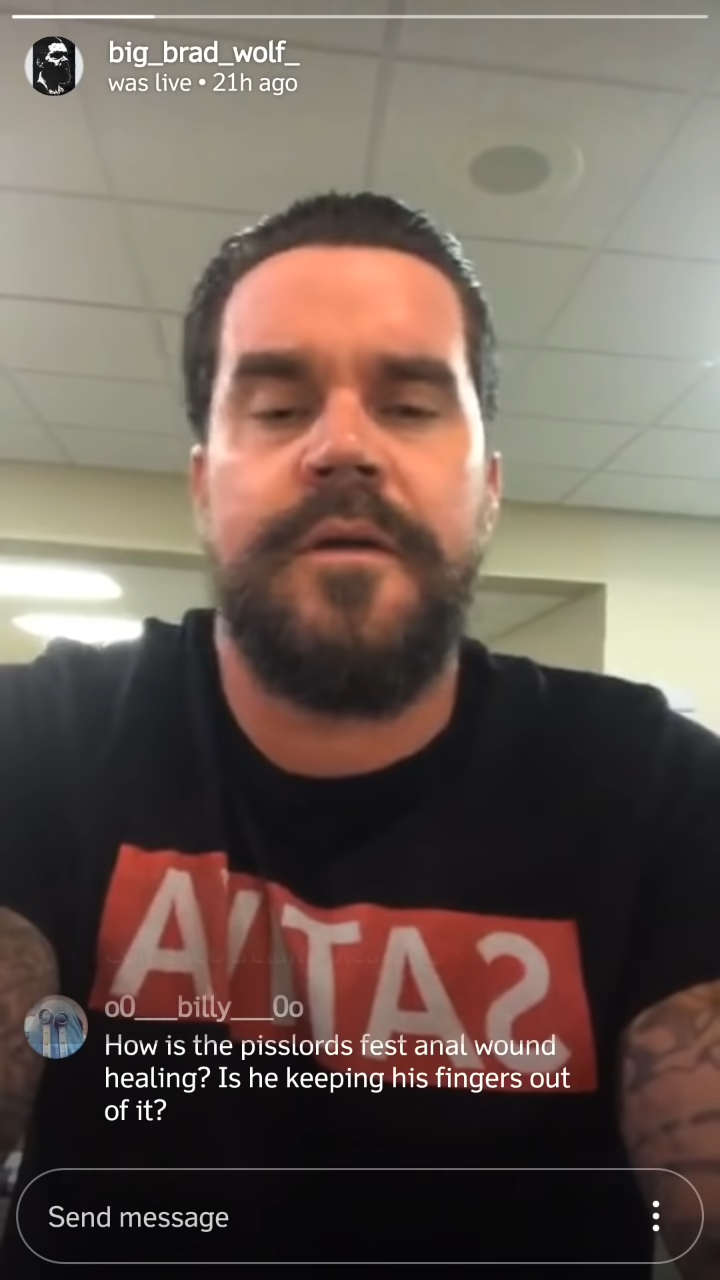 big_brad_wolf_
was live • 21h ago
SATIVA
o0___billy___0o
How is the pisslords fest anal wound
healing? Is he keeping his fingers out
of it?
Send message